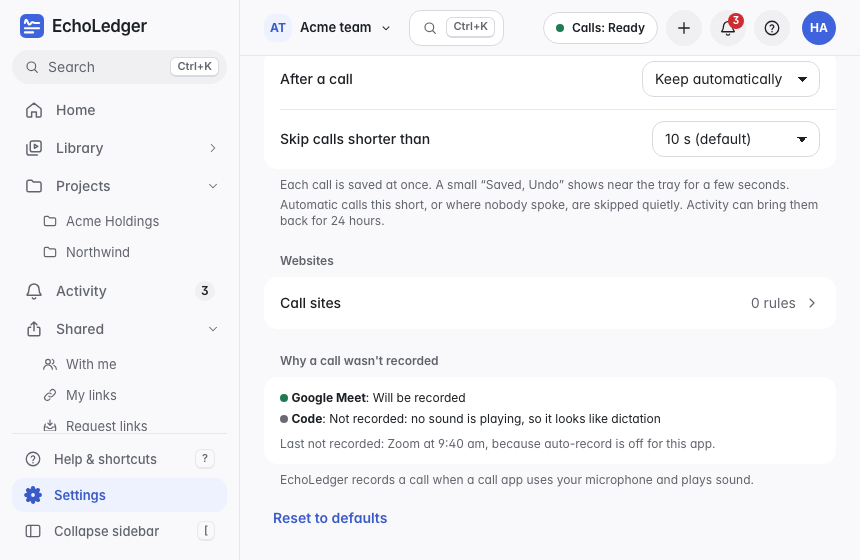 EchoLedger
Search Ctrl+K
Home
Library
Projects
Acme Holdings
Northwind
Activity 3
Shared
With me
My links
Request links
Help & shortcuts ?
Settings
Collapse sidebar [
AT Acme team Ctrl+K Calls: Ready 3 HA
After a call Keep automatically
Skip calls shorter than 10 s (default)
Each call is saved at once. A small “Saved, Undo” shows near the tray for a few seconds.
Automatic calls this short, or where nobody spoke, are skipped quietly. Activity can bring them
back for 24 hours.
Websites
Call sites 0 rules
Why a call wasn't recorded
Google Meet: Will be recorded
Code: Not recorded: no sound is playing, so it looks like dictation
Last not recorded: Zoom at 9:40 am, because auto-record is off for this app.
EchoLedger records a call when a call app uses your microphone and plays sound.
Reset to defaults